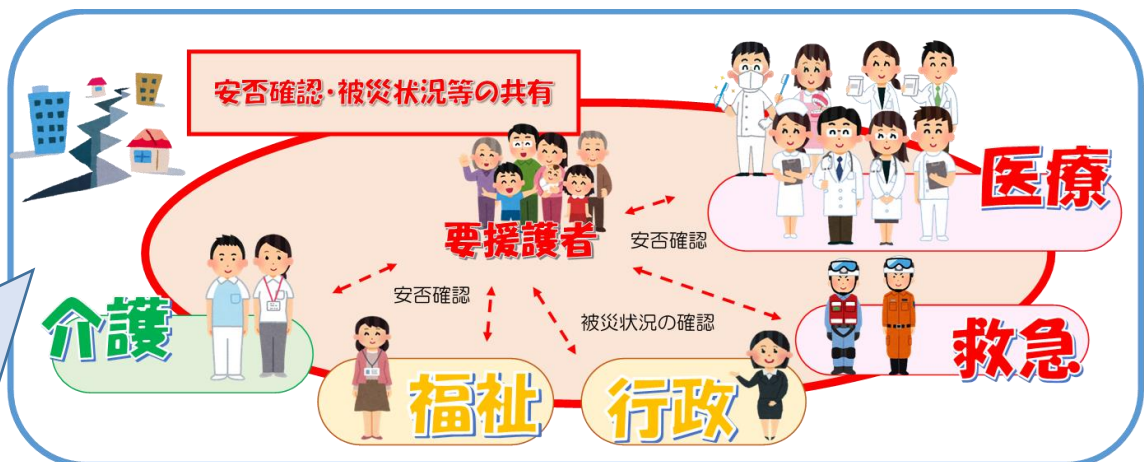 安否確認・被災状況等の共有
医療
要援護者
安否確認
安否確認
被災状況の確認
介護
救急
福祉
行政